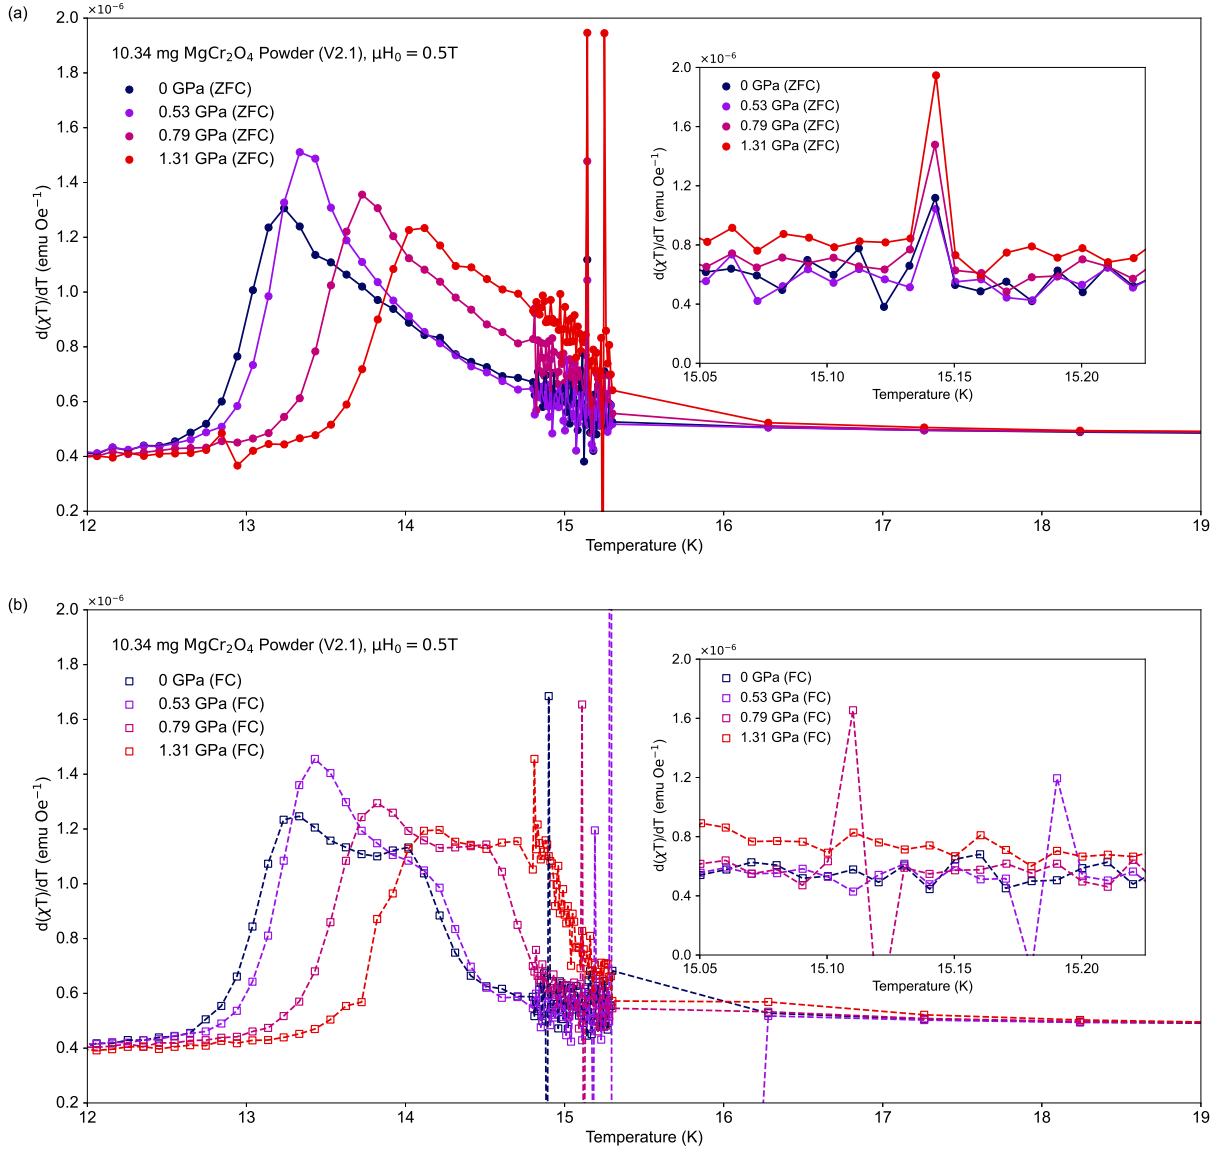 (a)
×10⁻⁶
2.0
1.8
1.6
1.4
1.2
1.0
0.8
0.6
0.4
0.2
d(χT)/dT (emu Oe⁻¹)
10.34 mg MgCr₂O₄ Powder (V2.1), μH₀ = 0.5T
0 GPa (ZFC)
0.53 GPa (ZFC)
0.79 GPa (ZFC)
1.31 GPa (ZFC)
12 13 14 15 16 17 18 19
Temperature (K)
×10⁻⁶
2.0
1.6
1.2
0.8
0.4
0.0
d(χT)/dT (emu Oe⁻¹)
0 GPa (ZFC)
0.53 GPa (ZFC)
0.79 GPa (ZFC)
1.31 GPa (ZFC)
15.05 15.10 15.15 15.20
Temperature (K)
(b)
×10⁻⁶
2.0
1.8
1.6
1.4
1.2
1.0
0.8
0.6
0.4
0.2
d(χT)/dT (emu Oe⁻¹)
10.34 mg MgCr₂O₄ Powder (V2.1), μH₀ = 0.5T
0 GPa (FC)
0.53 GPa (FC)
0.79 GPa (FC)
1.31 GPa (FC)
12 13 14 15 16 17 18 19
Temperature (K)
×10⁻⁶
2.0
1.6
1.2
0.8
0.4
0.0
d(χT)/dT (emu Oe⁻¹)
0 GPa (FC)
0.53 GPa (FC)
0.79 GPa (FC)
1.31 GPa (FC)
15.05 15.10 15.15 15.20
Temperature (K)